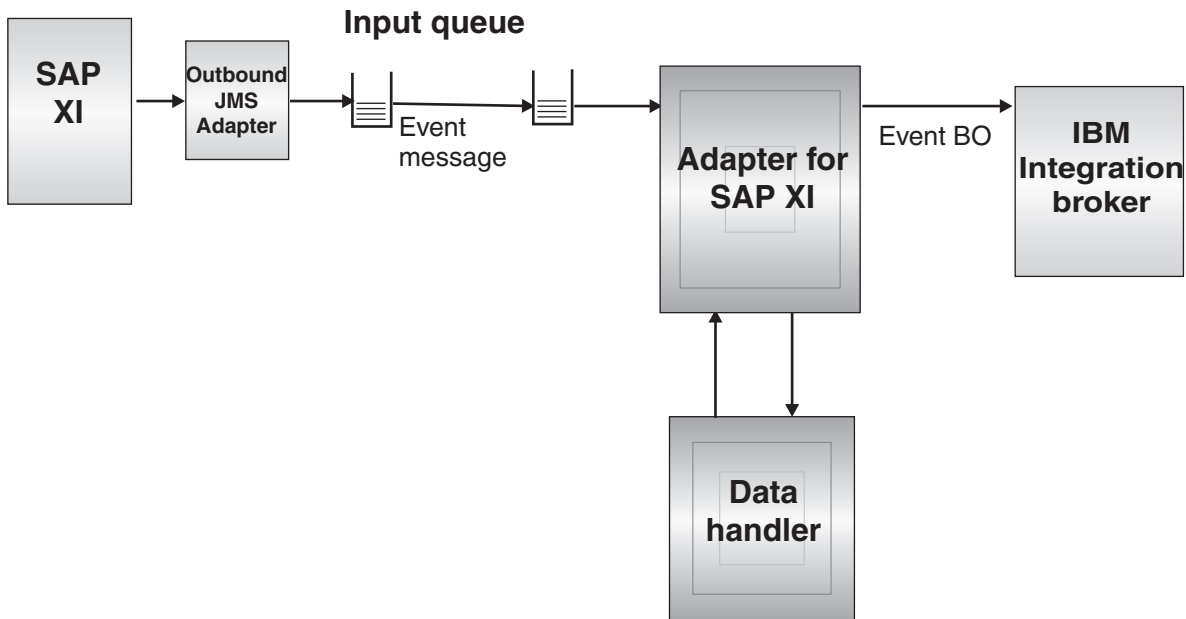 Input queue
SAP
XI
Outbound
JMS
Adapter
Event
message
Adapter for
SAP XI
Event BO
IBM
Integration
broker
Data
handler